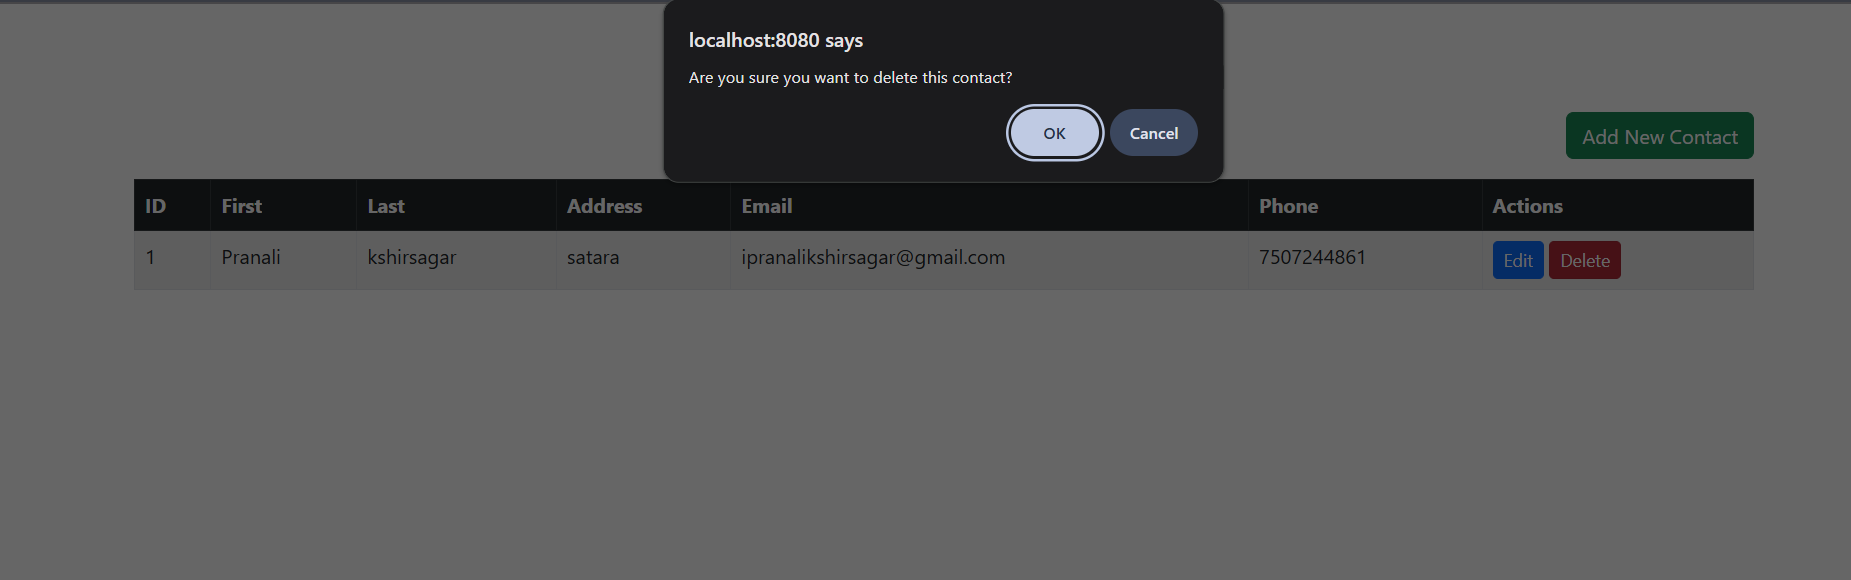 localhost:8080 says
Are you sure you want to delete this contact?
OK Cancel
Add New Contact
ID First Last Address Email Phone Actions
1 Pranali kshirsagar satara ipranalikshirsagar@gmail.com 7507244861 Edit Delete